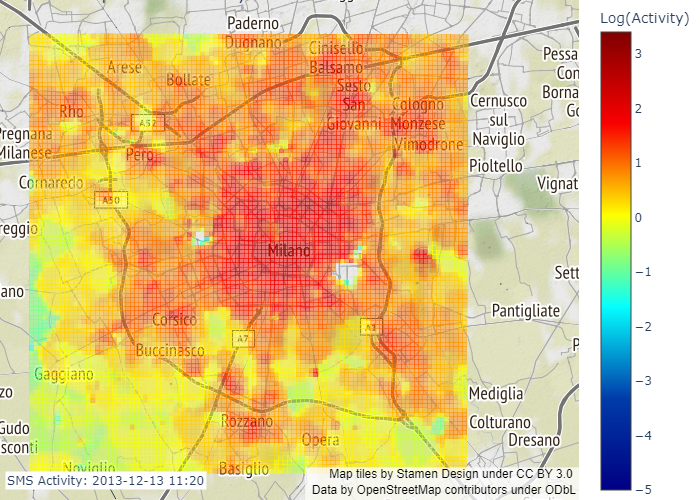 Paderno
Dugnano
Log(Activity)
Cinisello
Balsamo
Arese
Bollate
Sesto
San
Giovanni
Pessa
Con
Borna
Go
Rho
A52
Cologno
Monzese
Cernusco
sul
Naviglio
Pregnana
Milanese
Pero
Vimodrone
Pioltello
Cornaredo
A50
Vignat
reggio
Milano
Sett
ano
Corsico
A7
A1
Pantigliate
Buccinasco
P
Gaggiano
zo
Mediglia
Rozzano
Colturano
Gudo
sconti
Opera
Dresano
Noviglio
Basiglio
SMS Activity: 2013-12-13 11:20
Map tiles by Stamen Design under CC BY 3.0
Data by OpenStreetMap contributors under ODbL
3
2
1
0
−1
−2
−3
−4
−5